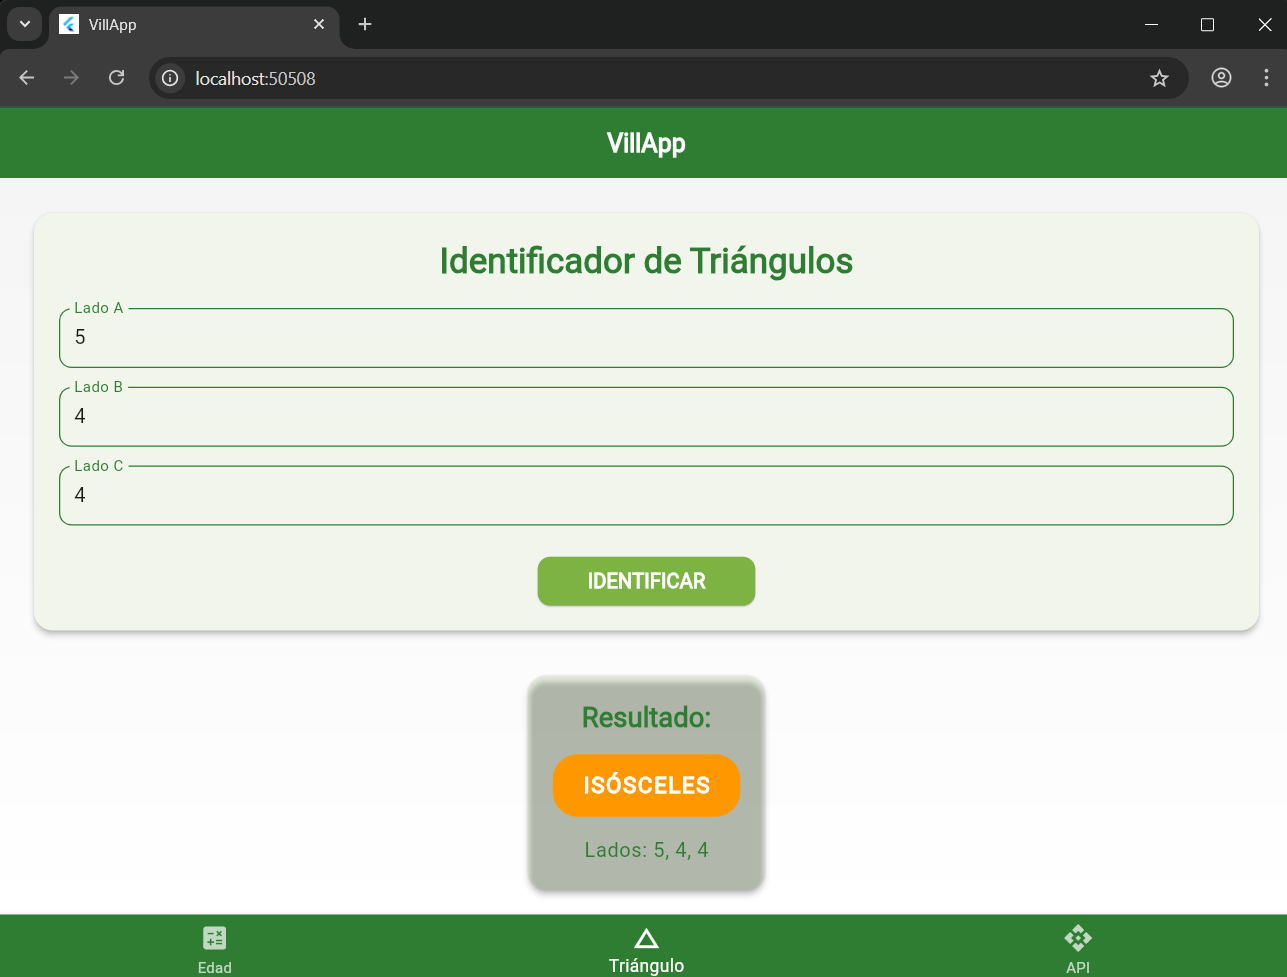 VillApp
localhost:50508
VillApp
Identificador de Triángulos
Lado A
5
Lado B
4
Lado C
4
IDENTIFICAR
Resultado:
ISÓSCELES
Lados: 5, 4, 4
Edad
Triángulo
API